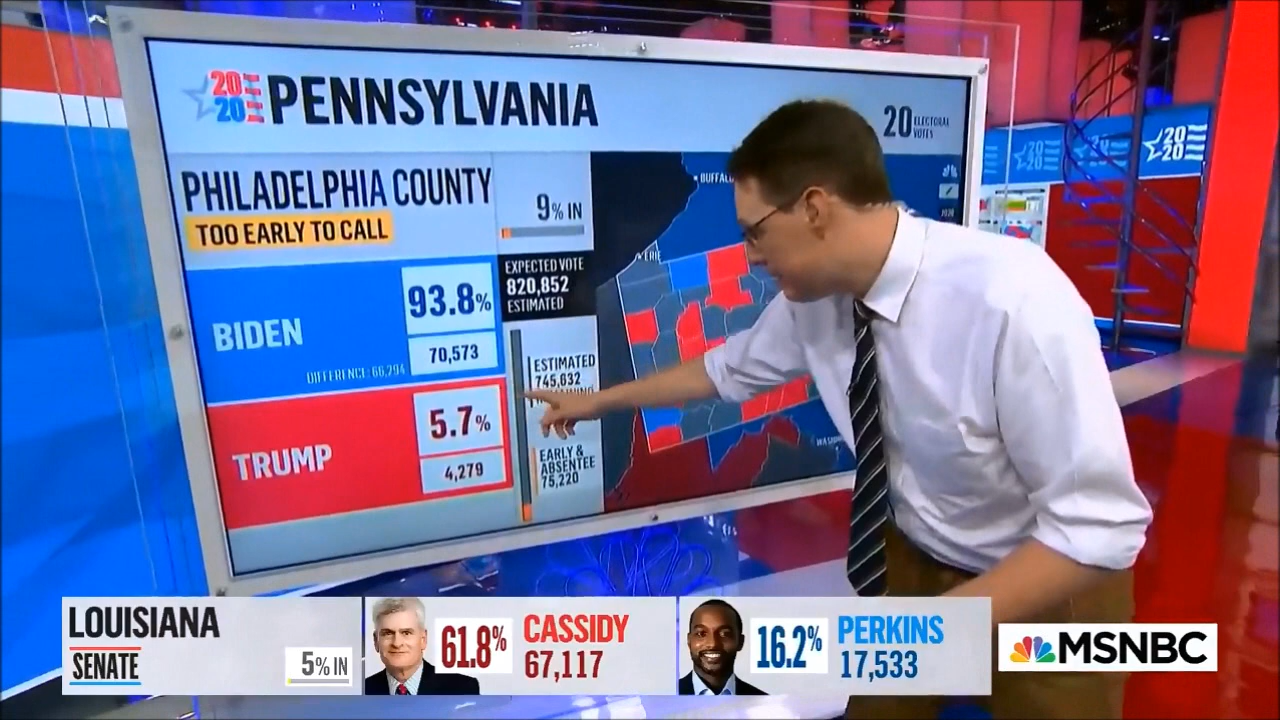 2020
PENNSYLVANIA
20 ELECTORAL VOTES
PHILADELPHIA COUNTY
TOO EARLY TO CALL
9% IN
EXPECTED VOTE
820,852
ESTIMATED
BIDEN
93.8%
70,573
DIFFERENCE: 66,294
TRUMP
5.7%
4,279
ESTIMATED
745,632
REMAINING
EARLY &
ABSENTEE
75,220
ERIE
2020
2020
LOUISIANA
SENATE
5% IN
61.8%
CASSIDY
67,117
16.2%
PERKINS
17,533
MSNBC